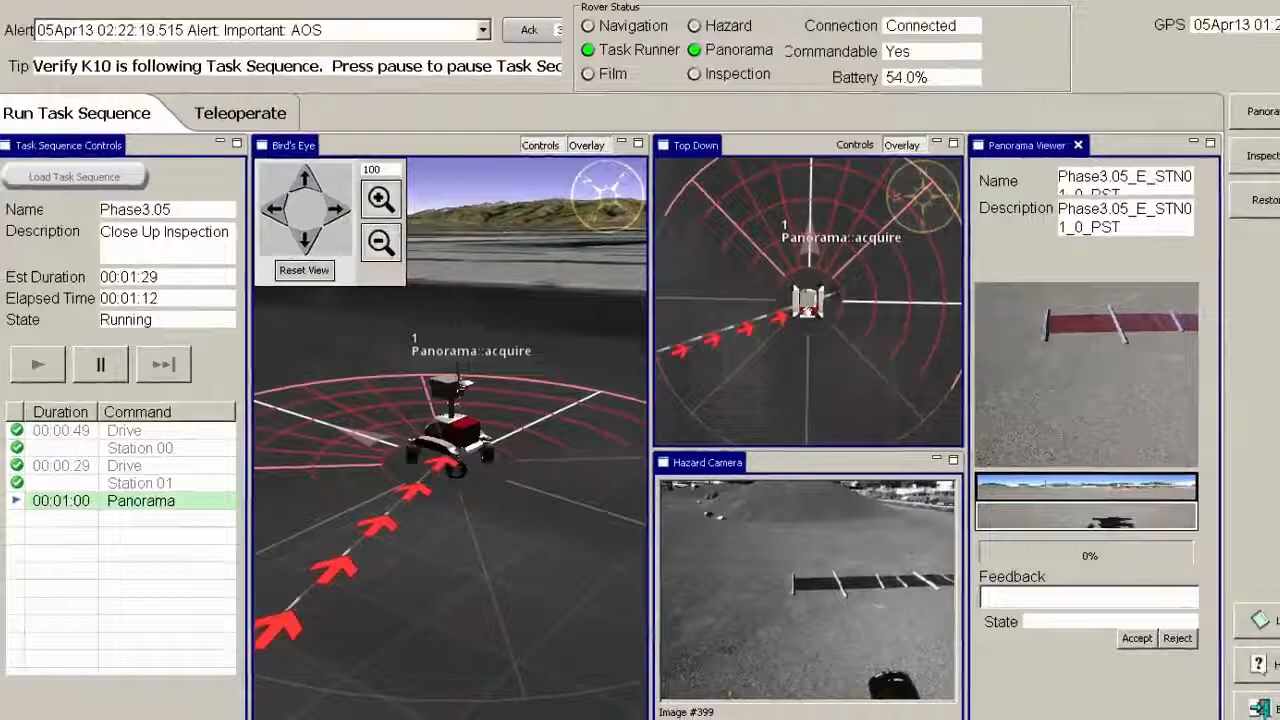 Alert 05Apr13 02:22:19.515 Alert: Important: AOS
Ack
Tip Verify K10 is following Task Sequence. Press pause to pause Task Sec
Rover Status
Navigation Hazard Connection Connected
Task Runner Panorama Commandable Yes
Film Inspection Battery 54.0%
GPS 05Apr13 01:2
Run Task Sequence Teleoperate
Task Sequence Controls
Load Task Sequence
Name Phase3.05
Description Close Up Inspection
Est Duration 00:01:29
Elapsed Time 00:01:12
State Running
Duration Command
00:00:49 Drive
Station 00
00:00:29 Drive
Station 01
00:01:00 Panorama
Bird's Eye Controls Overlay
100
Reset View
1
Panorama::acquire
Top Down Controls Overlay
1
Panorama::acquire
Hazard Camera
Image #399
Panorama Viewer
Name Phase3.05_E_STN0
1_0_PST
Description Phase3.05_E_STN0
1_0_PST
0%
Feedback
State
Accept Reject
Panora
Inspect
Resto